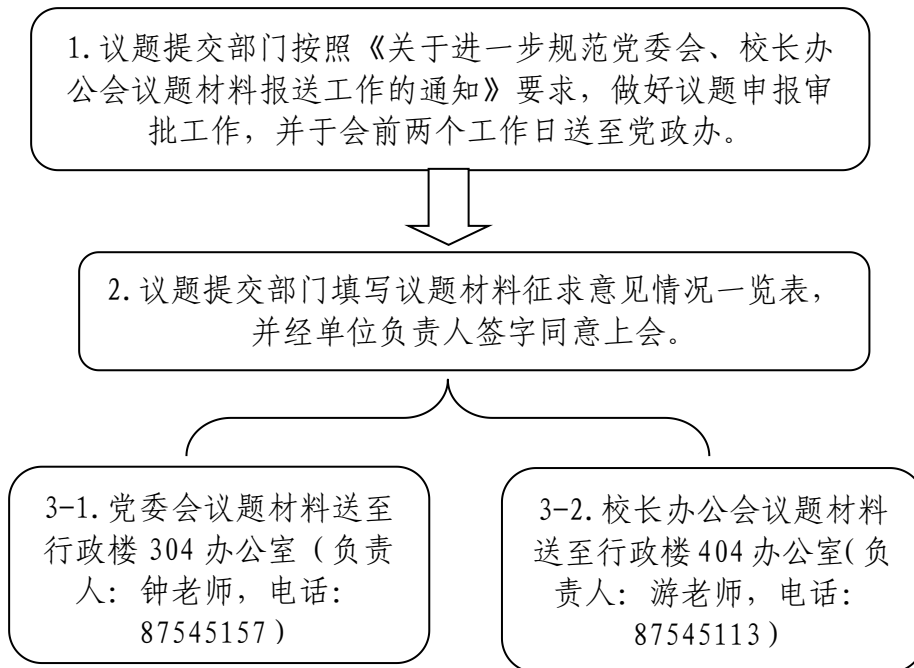 1.议题提交部门按照《关于进一步规范党委会、校长办
公会议题材料报送工作的通知》要求，做好议题申报审
批工作，并于会前两个工作日送至党政办。
2.议题提交部门填写议题材料征求意见情况一览表，
并经单位负责人签字同意上会。
3-1.党委会议题材料送至
行政楼 304 办公室（负责
人：钟老师，电话：
87545157）
3-2.校长办公会议题材料
送至行政楼 404 办公室(负
责人：游老师，电话：
87545113）